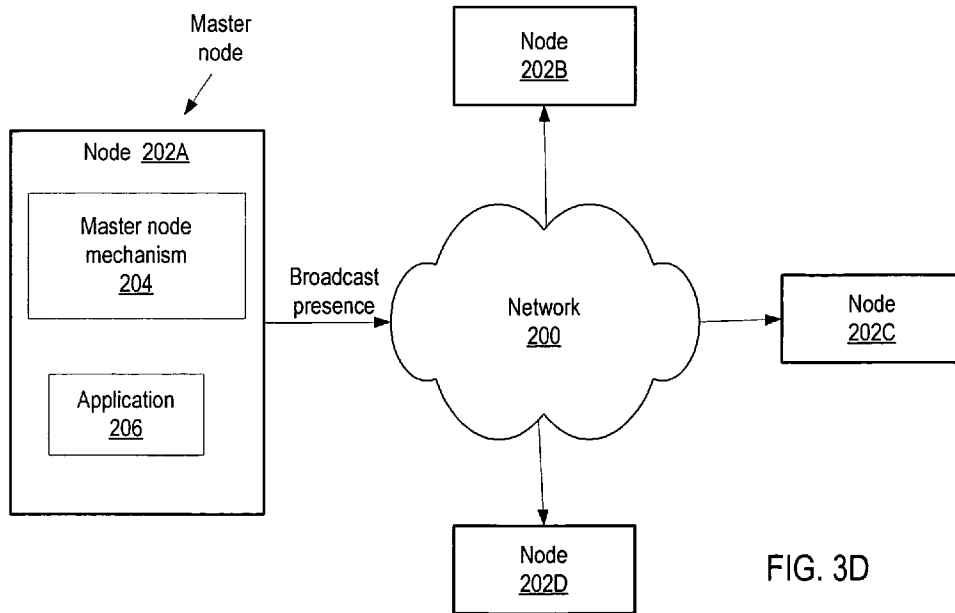 Master
node
Node 202A
Master node
mechanism
204
Application
206
Broadcast
presence
Network
200
Node
202B
Node
202C
Node
202D
FIG. 3D